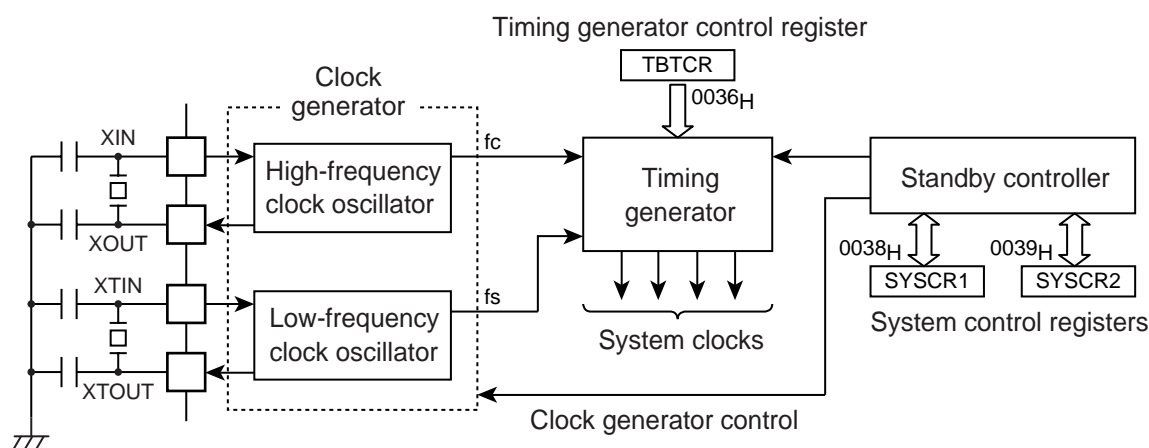 Timing generator control register
TBTCR
0036H
Clock
generator
XIN
XOUT
High-frequency
clock oscillator
fc
Timing
generator
Standby controller
0038H
0039H
SYSCR1
SYSCR2
System control registers
XTIN
XTOUT
Low-frequency
clock oscillator
fs
System clocks
Clock generator control